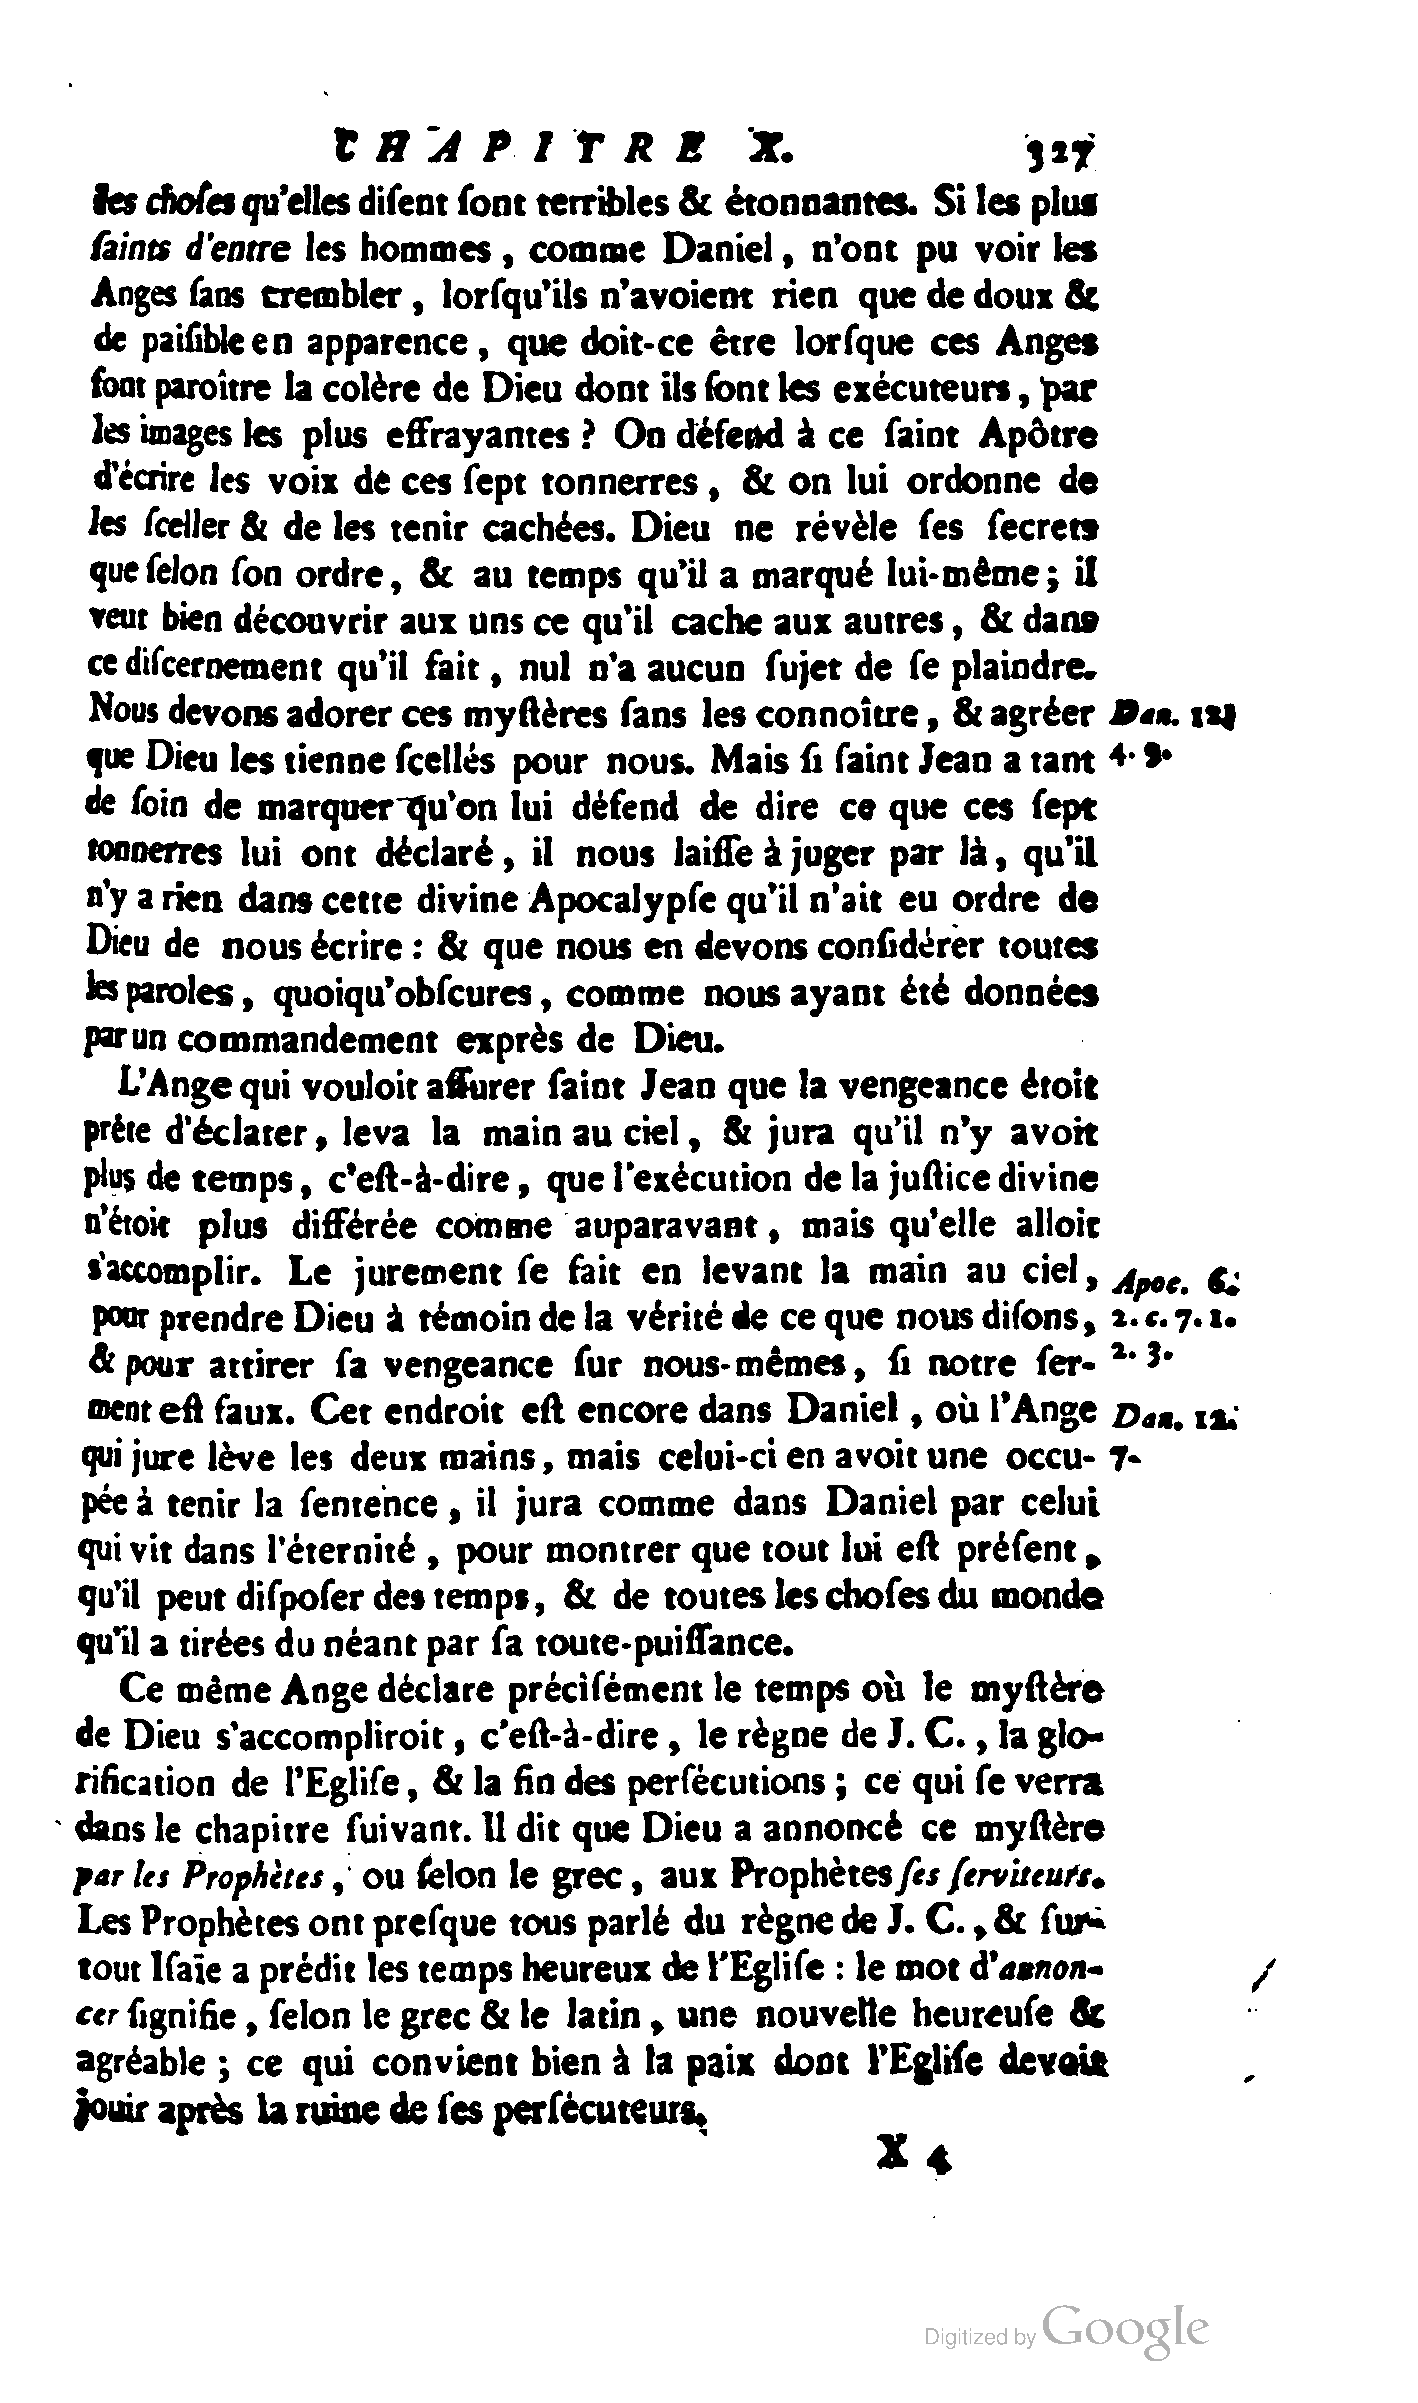 CHAPITRE X. 327
les choſes qu'elles diſent ſont terribles & étonnantes. Si les plus
ſaints d'entre les hommes, comme Daniel, n'ont pu voir les
Anges ſans trembler, lorſqu'ils n'avoient rien que de doux &
de paiſible en apparence, que doit-ce être lorſque ces Anges
font paroître la colère de Dieu dont ils ſont les exécuteurs, par
les images les plus effrayantes ? On défend à ce ſaint Apôtre
d'écrire les voix de ces ſept tonnerres, & on lui ordonne de
les ſceller & de les tenir cachées. Dieu ne révèle ſes ſecrets
que ſelon ſon ordre, & au temps qu'il a marqué lui-même; il
veut bien découvrir aux uns ce qu'il cache aux autres, & dans
ce diſcernement qu'il fait, nul n'a aucun ſujet de ſe plaindre.
Nous devons adorer ces myſtères ſans les connoître, & agréer
Dan. 12.
que Dieu les tienne ſcellés pour nous. Mais ſi ſaint Jean a tant
4. 9.
de ſoin de marquer qu'on lui défend de dire ce que ces ſept
tonnerres lui ont déclaré, il nous laiſſe à juger par là, qu'il
n'y a rien dans cette divine Apocalypſe qu'il n'ait eu ordre de
Dieu de nous écrire : & que nous en devons conſidérer toutes
les paroles, quoiqu'obſcures, comme nous ayant été données
par un commandement exprès de Dieu.
L'Ange qui vouloit aſſurer ſaint Jean que la vengeance étoit
prête d'éclater, leva la main au ciel, & jura qu'il n'y avoit
plus de temps, c'eſt-à-dire, que l'exécution de la juſtice divine
n'étoit plus différée comme auparavant, mais qu'elle alloit
s'accomplir. Le jurement ſe fait en levant la main au ciel,
Apoc. 6.
pour prendre Dieu à témoin de la vérité de ce que nous diſons,
2. c. 7. 1.
& pour attirer ſa vengeance ſur nous-mêmes, ſi notre ſer-
2. 3.
ment eſt faux. Cet endroit eſt encore dans Daniel, où l'Ange
Dan. 12.
qui jure lève les deux mains, mais celui-ci en avoit une occu-
7.
pée à tenir la ſentence, il jura comme dans Daniel par celui
qui vit dans l'éternité, pour montrer que tout lui eſt préſent,
qu'il peut diſpoſer des temps, & de toutes les choſes du monde
qu'il a tirées du néant par ſa toute-puiſſance.
Ce même Ange déclare préciſément le temps où le myſtère
de Dieu s'accompliroit, c'eſt-à-dire, le règne de J. C., la glo-
rification de l'Egliſe, & la fin des perſécutions; ce qui ſe verra
dans le chapitre ſuivant. Il dit que Dieu a annoncé ce myſtère
par les Prophètes, ou ſelon le grec, aux Prophètes ſes ſerviteurs.
Les Prophètes ont preſque tous parlé du règne de J. C., & ſur-
tout Iſaïe a prédit les temps heureux de l'Egliſe : le mot d'annon-
cer ſignifie, ſelon le grec & le latin, une nouvelle heureuſe &
agréable ; ce qui convient bien à la paix dont l'Egliſe devoit
jouir après la ruine de ſes perſécuteurs.
X 4
Digitized by Google